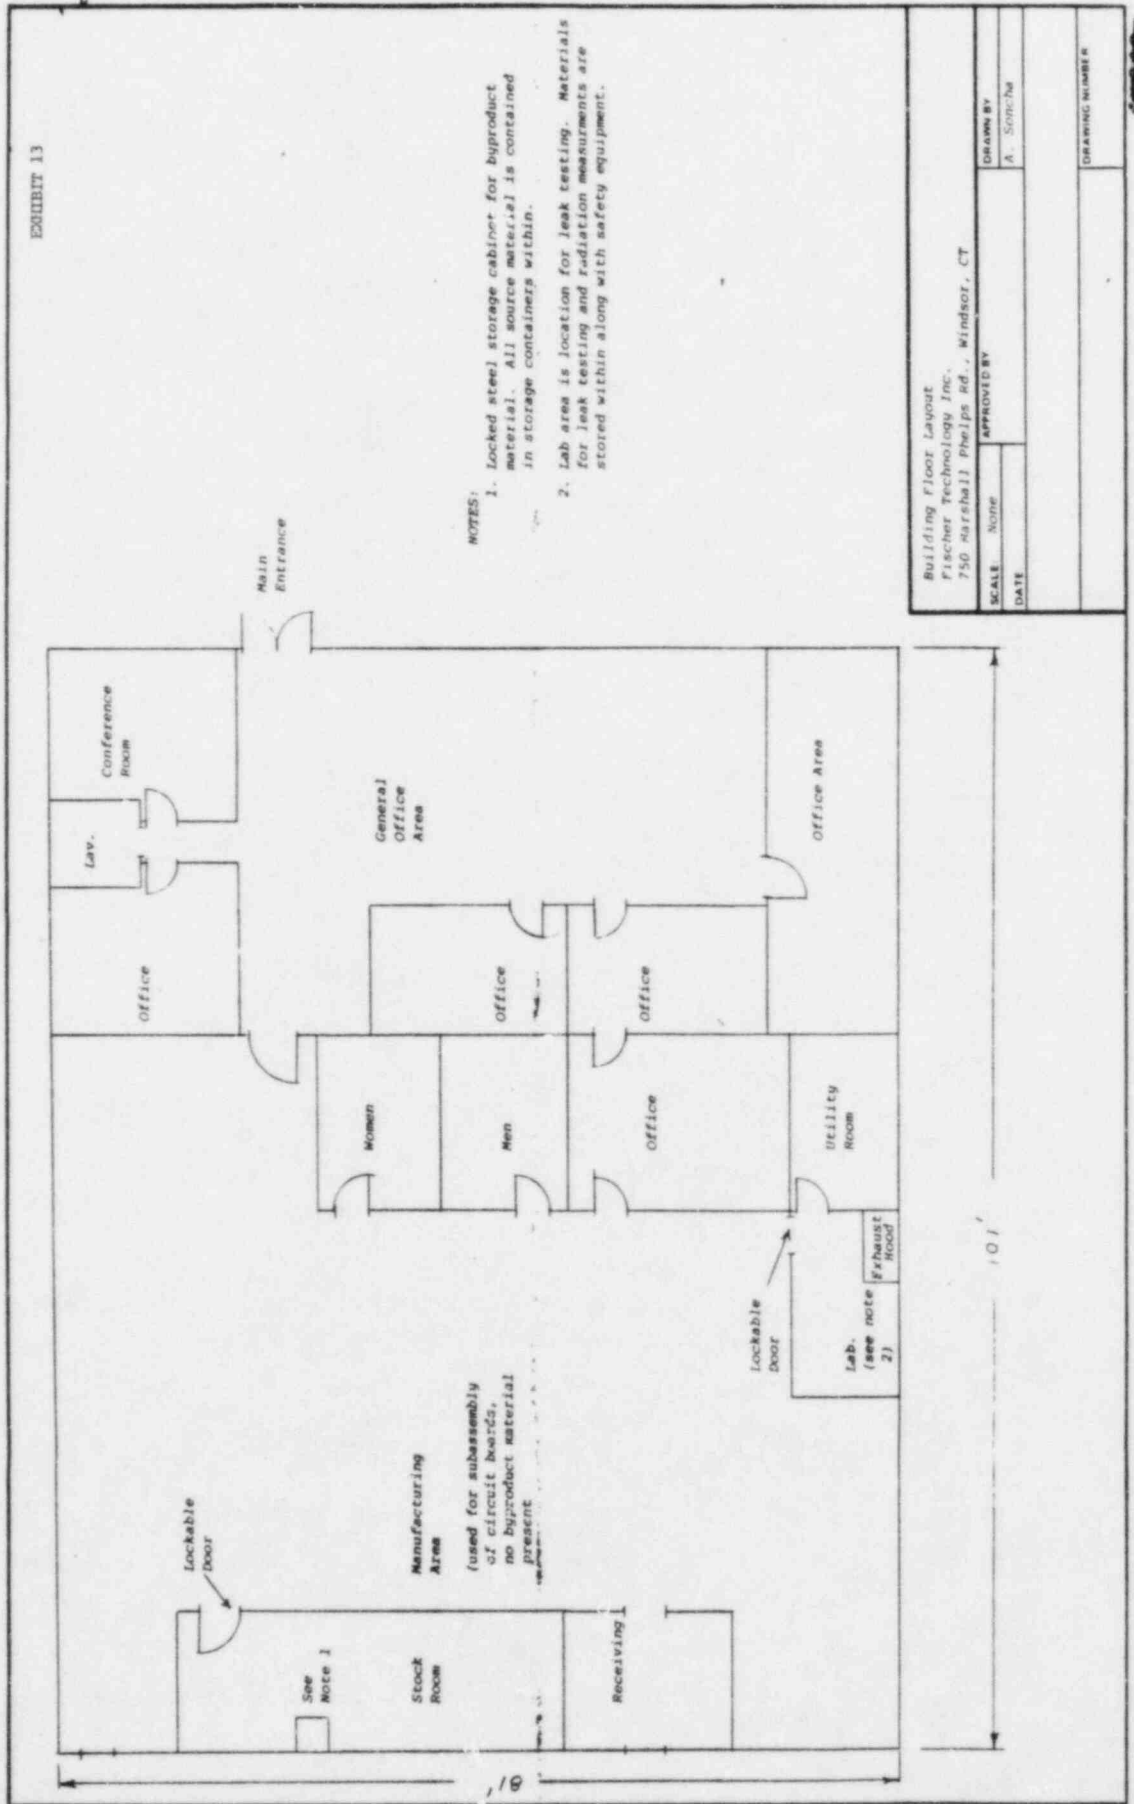 EXHIBIT 13
Conference
Room
Lav.
Office
Main
Entrance
General
Office
Area
Office
Office
Office Area
Women
Men
Office
Utility
Room
Exhaust
Hood
Lockable
Door
Lab.
(see note
2)
Lockable
Door
Manufacturing
Area
(used for subassembly
of circuit boards,
no byproduct material
present
See
Note 1
Stock
Room
Receiving
81'
101'
NOTES:
1. Locked steel storage cabinet for byproduct
material. All source material is contained
in storage containers within.
2. Lab area is location for leak testing. Materials
for leak testing and radiation measurments are
stored within along with safety equipment.
Building Floor Layout
Fischer Technology Inc.
750 Marshall Phelps Rd., Windsor, CT
SCALE None
APPROVED BY
DRAWN BY
A. Soncha
DATE
DRAWING NUMBER